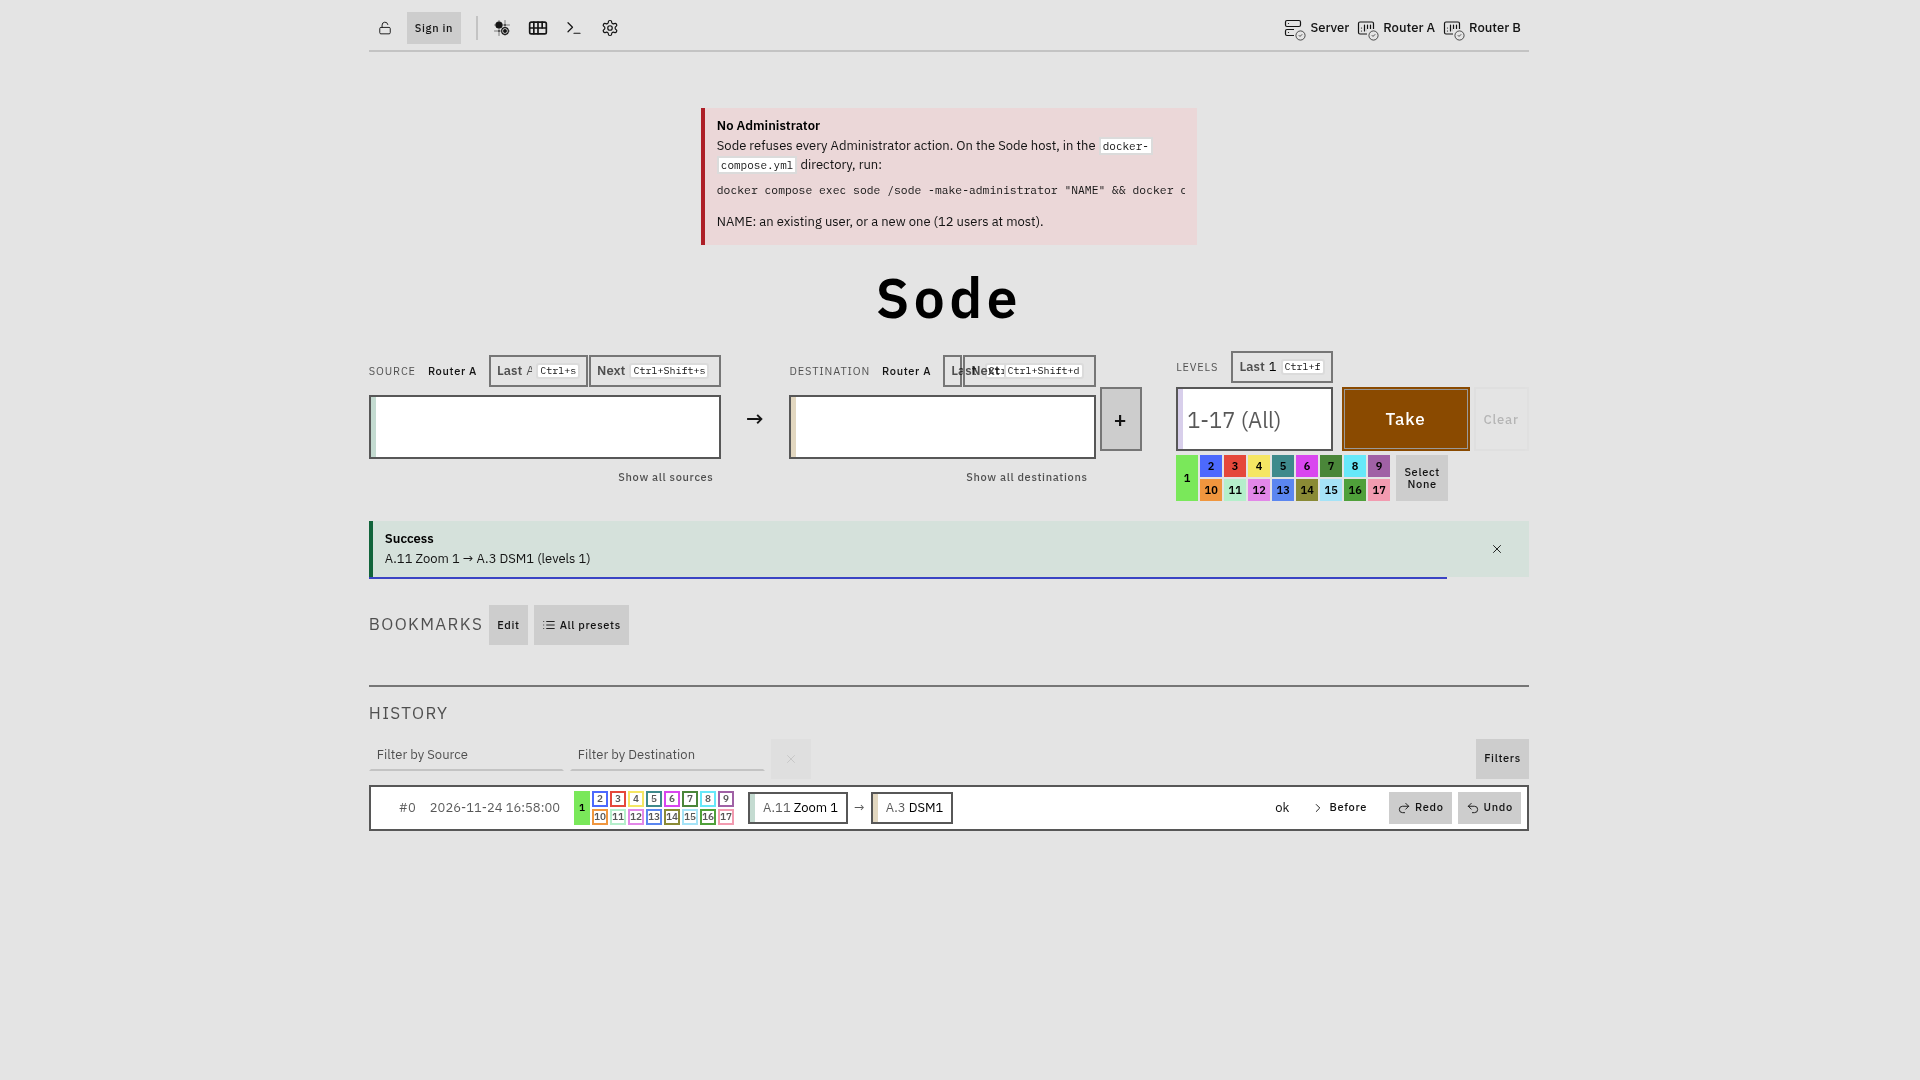 Sign in
Server Router A Router B
No Administrator
Sode refuses every Administrator action. On the Sode host, in the docker-
compose.yml directory, run:
docker compose exec sode /sode -make-administrator "NAME" && docker c
NAME: an existing user, or a new one (12 users at most).
Sode
SOURCE Router A Last Ctrl+s Next Ctrl+Shift+s
DESTINATION Router A Next Ctrl+Shift+d
LEVELS Last 1 Ctrl+f
→
+
1-17 (All)
Take
Clear
Show all sources
Show all destinations
1 2 3 4 5 6 7 8 9
10 11 12 13 14 15 16 17
Select
None
Success
A.11 Zoom 1 → A.3 DSM1 (levels 1)
BOOKMARKS Edit All presets
HISTORY
Filter by Source Filter by Destination Filters
#0 2026-11-24 16:58:00 1 2 3 4 5 6 7 8 9 A.11 Zoom 1 → A.3 DSM1 ok Before Redo Undo
10 11 12 13 14 15 16 17